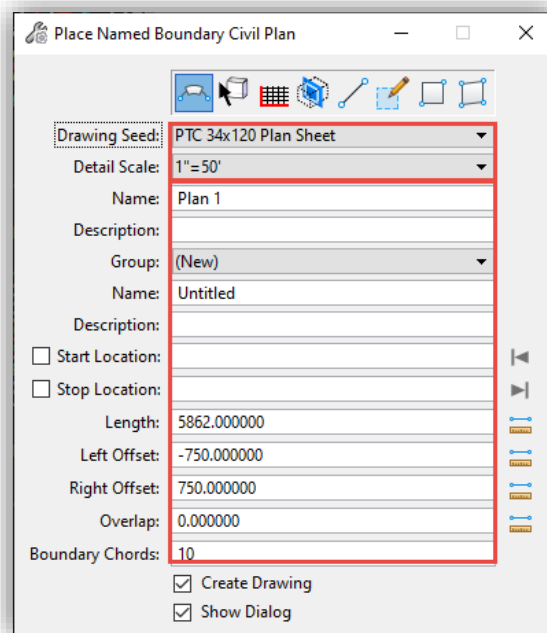 Place Named Boundary Civil Plan
Drawing Seed: PTC 34x120 Plan Sheet
Detail Scale: 1"=50'
Name: Plan 1
Description:
Group: (New)
Name: Untitled
Description:
Start Location:
Stop Location:
Length: 5862.000000
Left Offset: -750.000000
Right Offset: 750.000000
Overlap: 0.000000
Boundary Chords: 10
Create Drawing
Show Dialog